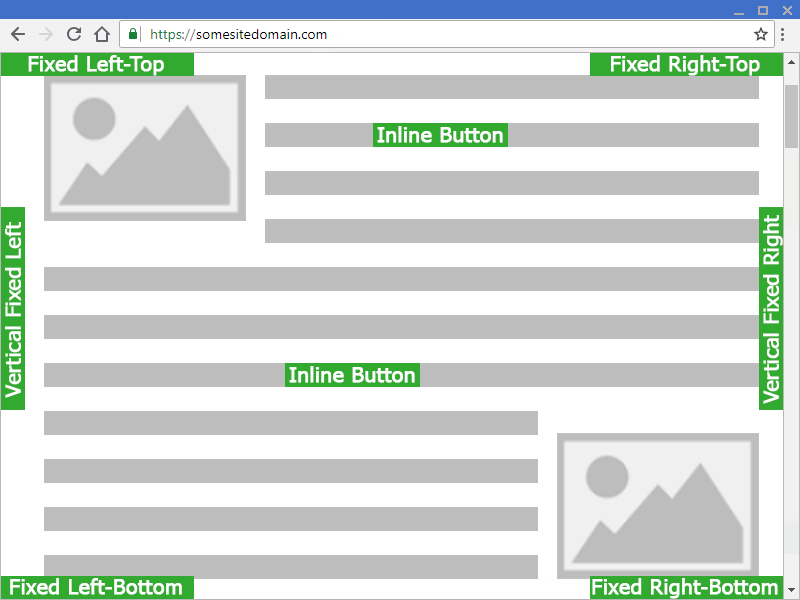 https://somesitedomain.com
Fixed Left-Top
Fixed Right-Top
Inline Button
Vertical Fixed Left
Vertical Fixed Right
Inline Button
Fixed Left-Bottom
Fixed Right-Bottom